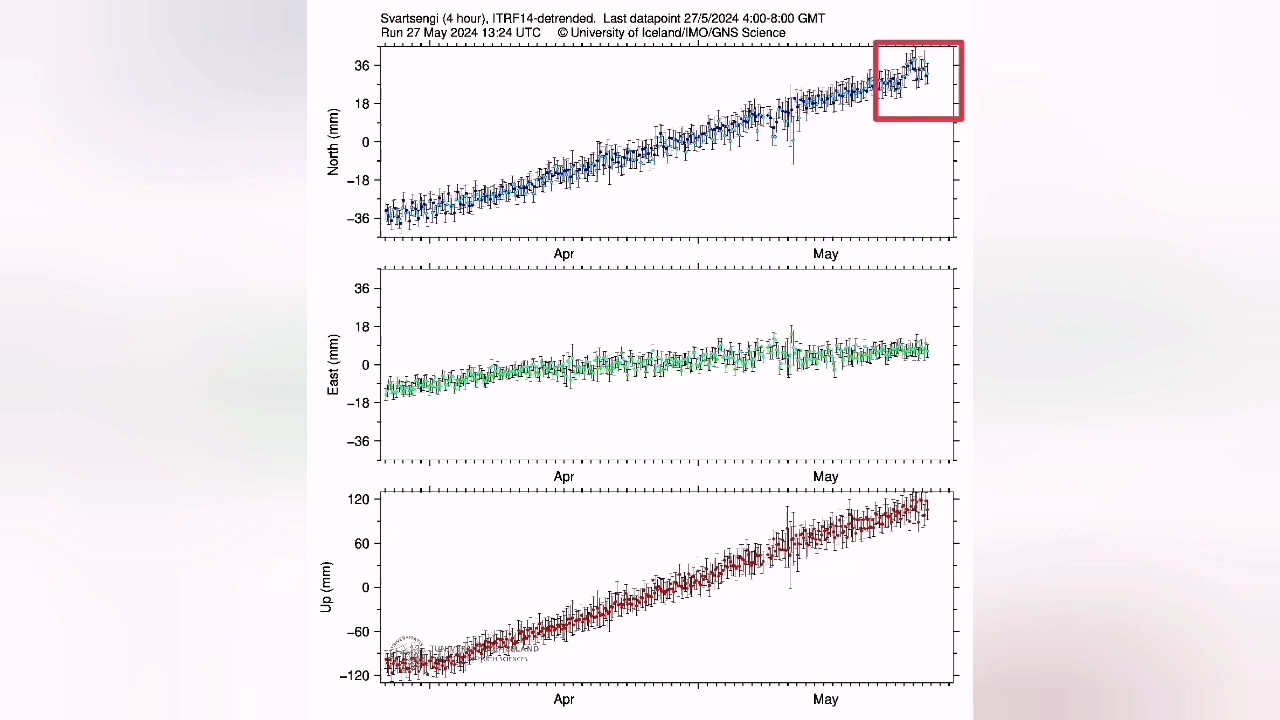 Svartsengi (4 hour), ITRF14-detrended. Last datapoint 27/5/2024 4:00-8:00 GMT
Run 27 May 2024 13:24 UTC © University of Iceland/IMO/GNS Science
36
18
0
−18
−36
North (mm)
Apr May
36
18
0
−18
−36
East (mm)
Apr May
120
60
0
−60
−120
Up (mm)
Apr May